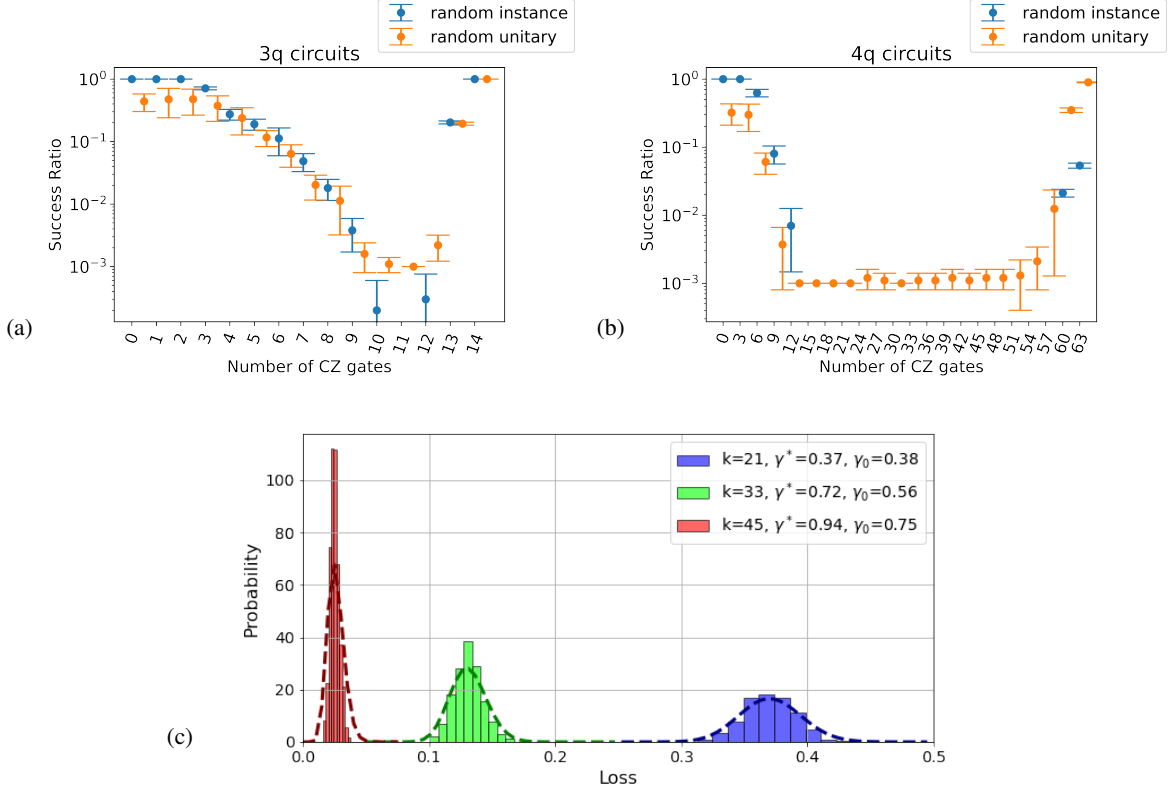 random instance
random unitary
3q circuits
10⁰
10⁻¹
10⁻²
10⁻³
Success Ratio
0 1 2 3 4 5 6 7 8 9 10 11 12 13 14
Number of CZ gates
(a)
random instance
random unitary
4q circuits
10⁰
10⁻¹
10⁻²
10⁻³
Success Ratio
0 3 6 9 12 15 18 21 24 27 30 33 36 39 42 45 48 51 54 57 60 63
Number of CZ gates
(b)
k=21, γ*=0.37, γ₀=0.38
k=33, γ*=0.72, γ₀=0.56
k=45, γ*=0.94, γ₀=0.75
100
80
60
40
20
0
Probability
0.0 0.1 0.2 0.3 0.4 0.5
Loss
(c)